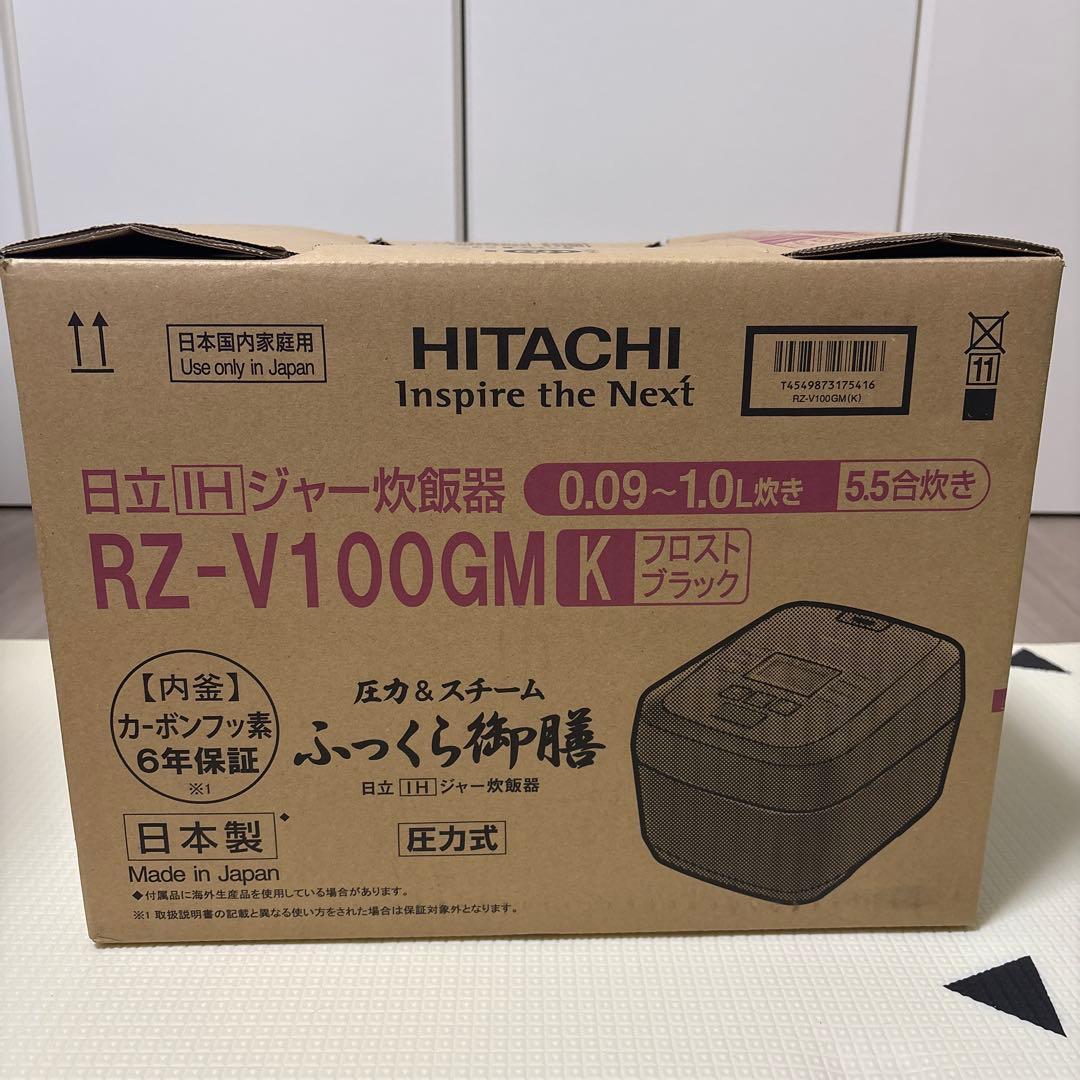 日本国内家庭用
Use only in Japan
HITACHI
Inspire the Next
T4549873175416
RZ-V100GM(K)
11
日立IHジャー炊飯器
0.09~1.0L炊き
5.5合炊き
RZ-V100GM
K
フロスト
ブラック
【内釜】
カーボンフッ素
6年保証
※1
圧力&スチーム
ふっくら御膳
日立IHジャー炊飯器
圧力式
日本製◆
Made in Japan
◆付属品に海外生産品を使用している場合があります。
※1 取扱説明書の記載と異なる使い方をされた場合は保証対象外となります。